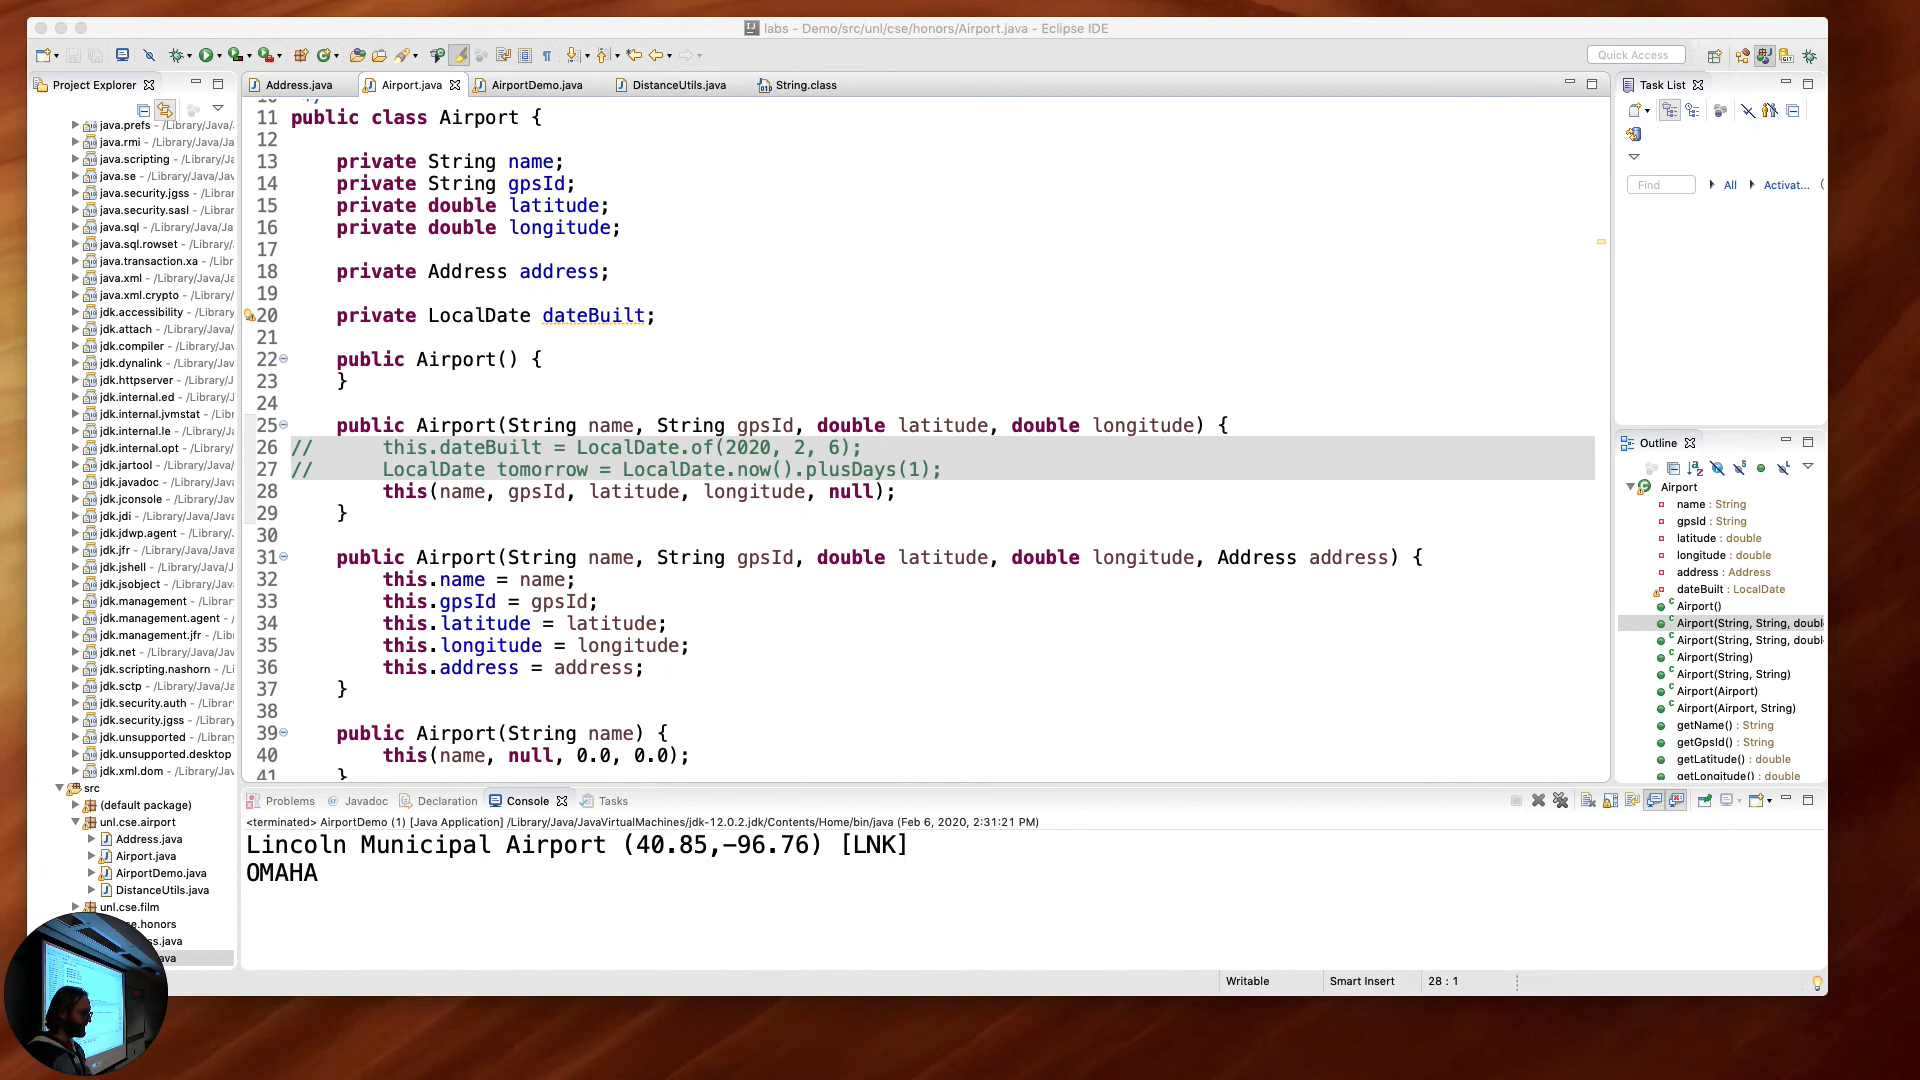 labs - Demo/src/unl/cse/honors/Airport.java - Eclipse IDE
Quick Access
Project Explorer
Address.java
Airport.java
AirportDemo.java
DistanceUtils.java
String.class
Task List
java.prefs - /Library/Java/
java.rmi - /Library/Java/
java.scripting - /Library/
java.se - /Library/Java/
java.security.jgss - /Librar
java.security.sasl - /Librar
java.sql - /Library/Java/
java.sql.rowset - /Library/
java.transaction.xa - /Librar
java.xml - /Library/Java/
java.xml.crypto - /Library/
jdk.accessibility - /Library
jdk.attach - /Library/Java/
jdk.compiler - /Library/Jav
jdk.dynalink - /Library/Jav
jdk.httpserver - /Library/J
jdk.internal.ed - /Library/
jdk.internal.jvmstat - /Library
jdk.internal.le - /Library/
jdk.internal.opt - /Library/
jdk.jartool - /Library/Java/
jdk.javadoc - /Library/Jav
jdk.jconsole - /Library/Jav
jdk.jdi - /Library/Java/Java
jdk.jdwp.agent - /Library/
jdk.jfr - /Library/Java/Java
jdk.jshell - /Library/Java/
jdk.jsobject - /Library/Jav
jdk.management - /Library
jdk.management.agent - /Library
jdk.management.jfr - /Lib
jdk.net - /Library/Java/Jav
jdk.scripting.nashorn - /L
jdk.sctp - /Library/Java/Ja
jdk.security.auth - /Library
jdk.security.jgss - /Library
jdk.unsupported - /Library
jdk.unsupported.desktop
jdk.xml.dom - /Library/Jav
src
(default package)
unl.cse.airport
Address.java
Airport.java
AirportDemo.java
DistanceUtils.java
unl.cse.film
se.honors
ss.java
ava
11 public class Airport {
12
13 private String name;
14 private String gpsId;
15 private double latitude;
16 private double longitude;
17
18 private Address address;
19
20 private LocalDate dateBuilt;
21
22 public Airport() {
23 }
24
25 public Airport(String name, String gpsId, double latitude, double longitude) {
26 // this.dateBuilt = LocalDate.of(2020, 2, 6);
27 // LocalDate tomorrow = LocalDate.now().plusDays(1);
28 this(name, gpsId, latitude, longitude, null);
29 }
30
31 public Airport(String name, String gpsId, double latitude, double longitude, Address address) {
32 this.name = name;
33 this.gpsId = gpsId;
34 this.latitude = latitude;
35 this.longitude = longitude;
36 this.address = address;
37 }
38
39 public Airport(String name) {
40 this(name, null, 0.0, 0.0);
41 }
Find
All
Activat...
Outline
Airport
name : String
gpsId : String
latitude : double
longitude : double
address : Address
dateBuilt : LocalDate
Airport()
Airport(String, String, doubl
Airport(String, String, doubl
Airport(String)
Airport(String, String)
Airport(Airport)
Airport(Airport, String)
getName() : String
getGpsId() : String
getLatitude() : double
getLongitude() : double
Problems
Javadoc
Declaration
Console
Tasks
<terminated> AirportDemo (1) [Java Application] /Library/Java/JavaVirtualMachines/jdk-12.0.2.jdk/Contents/Home/bin/java (Feb 6, 2020, 2:31:21 PM)
Lincoln Municipal Airport (40.85,-96.76) [LNK]
OMAHA
Writable
Smart Insert
28 : 1